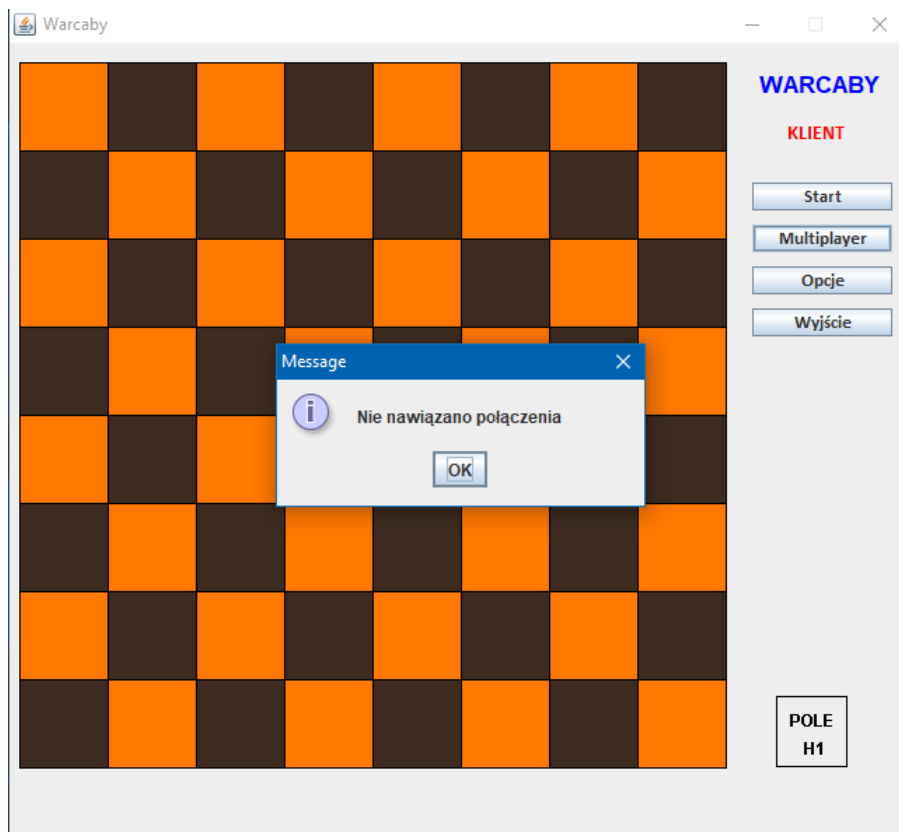 Warcaby
WARCABY
KLIENT
Start
Multiplayer
Opcje
Wyjście
Message
i
Nie nawiązano połączenia
OK
POLE
H1